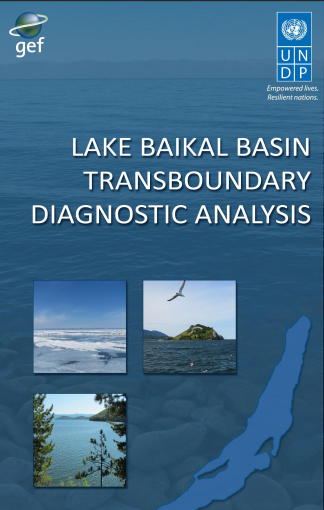 gef
U N
D P
Empowered lives.
Resilient nations.
LAKE BAIKAL BASIN
TRANSBOUNDARY
DIAGNOSTIC ANALYSIS